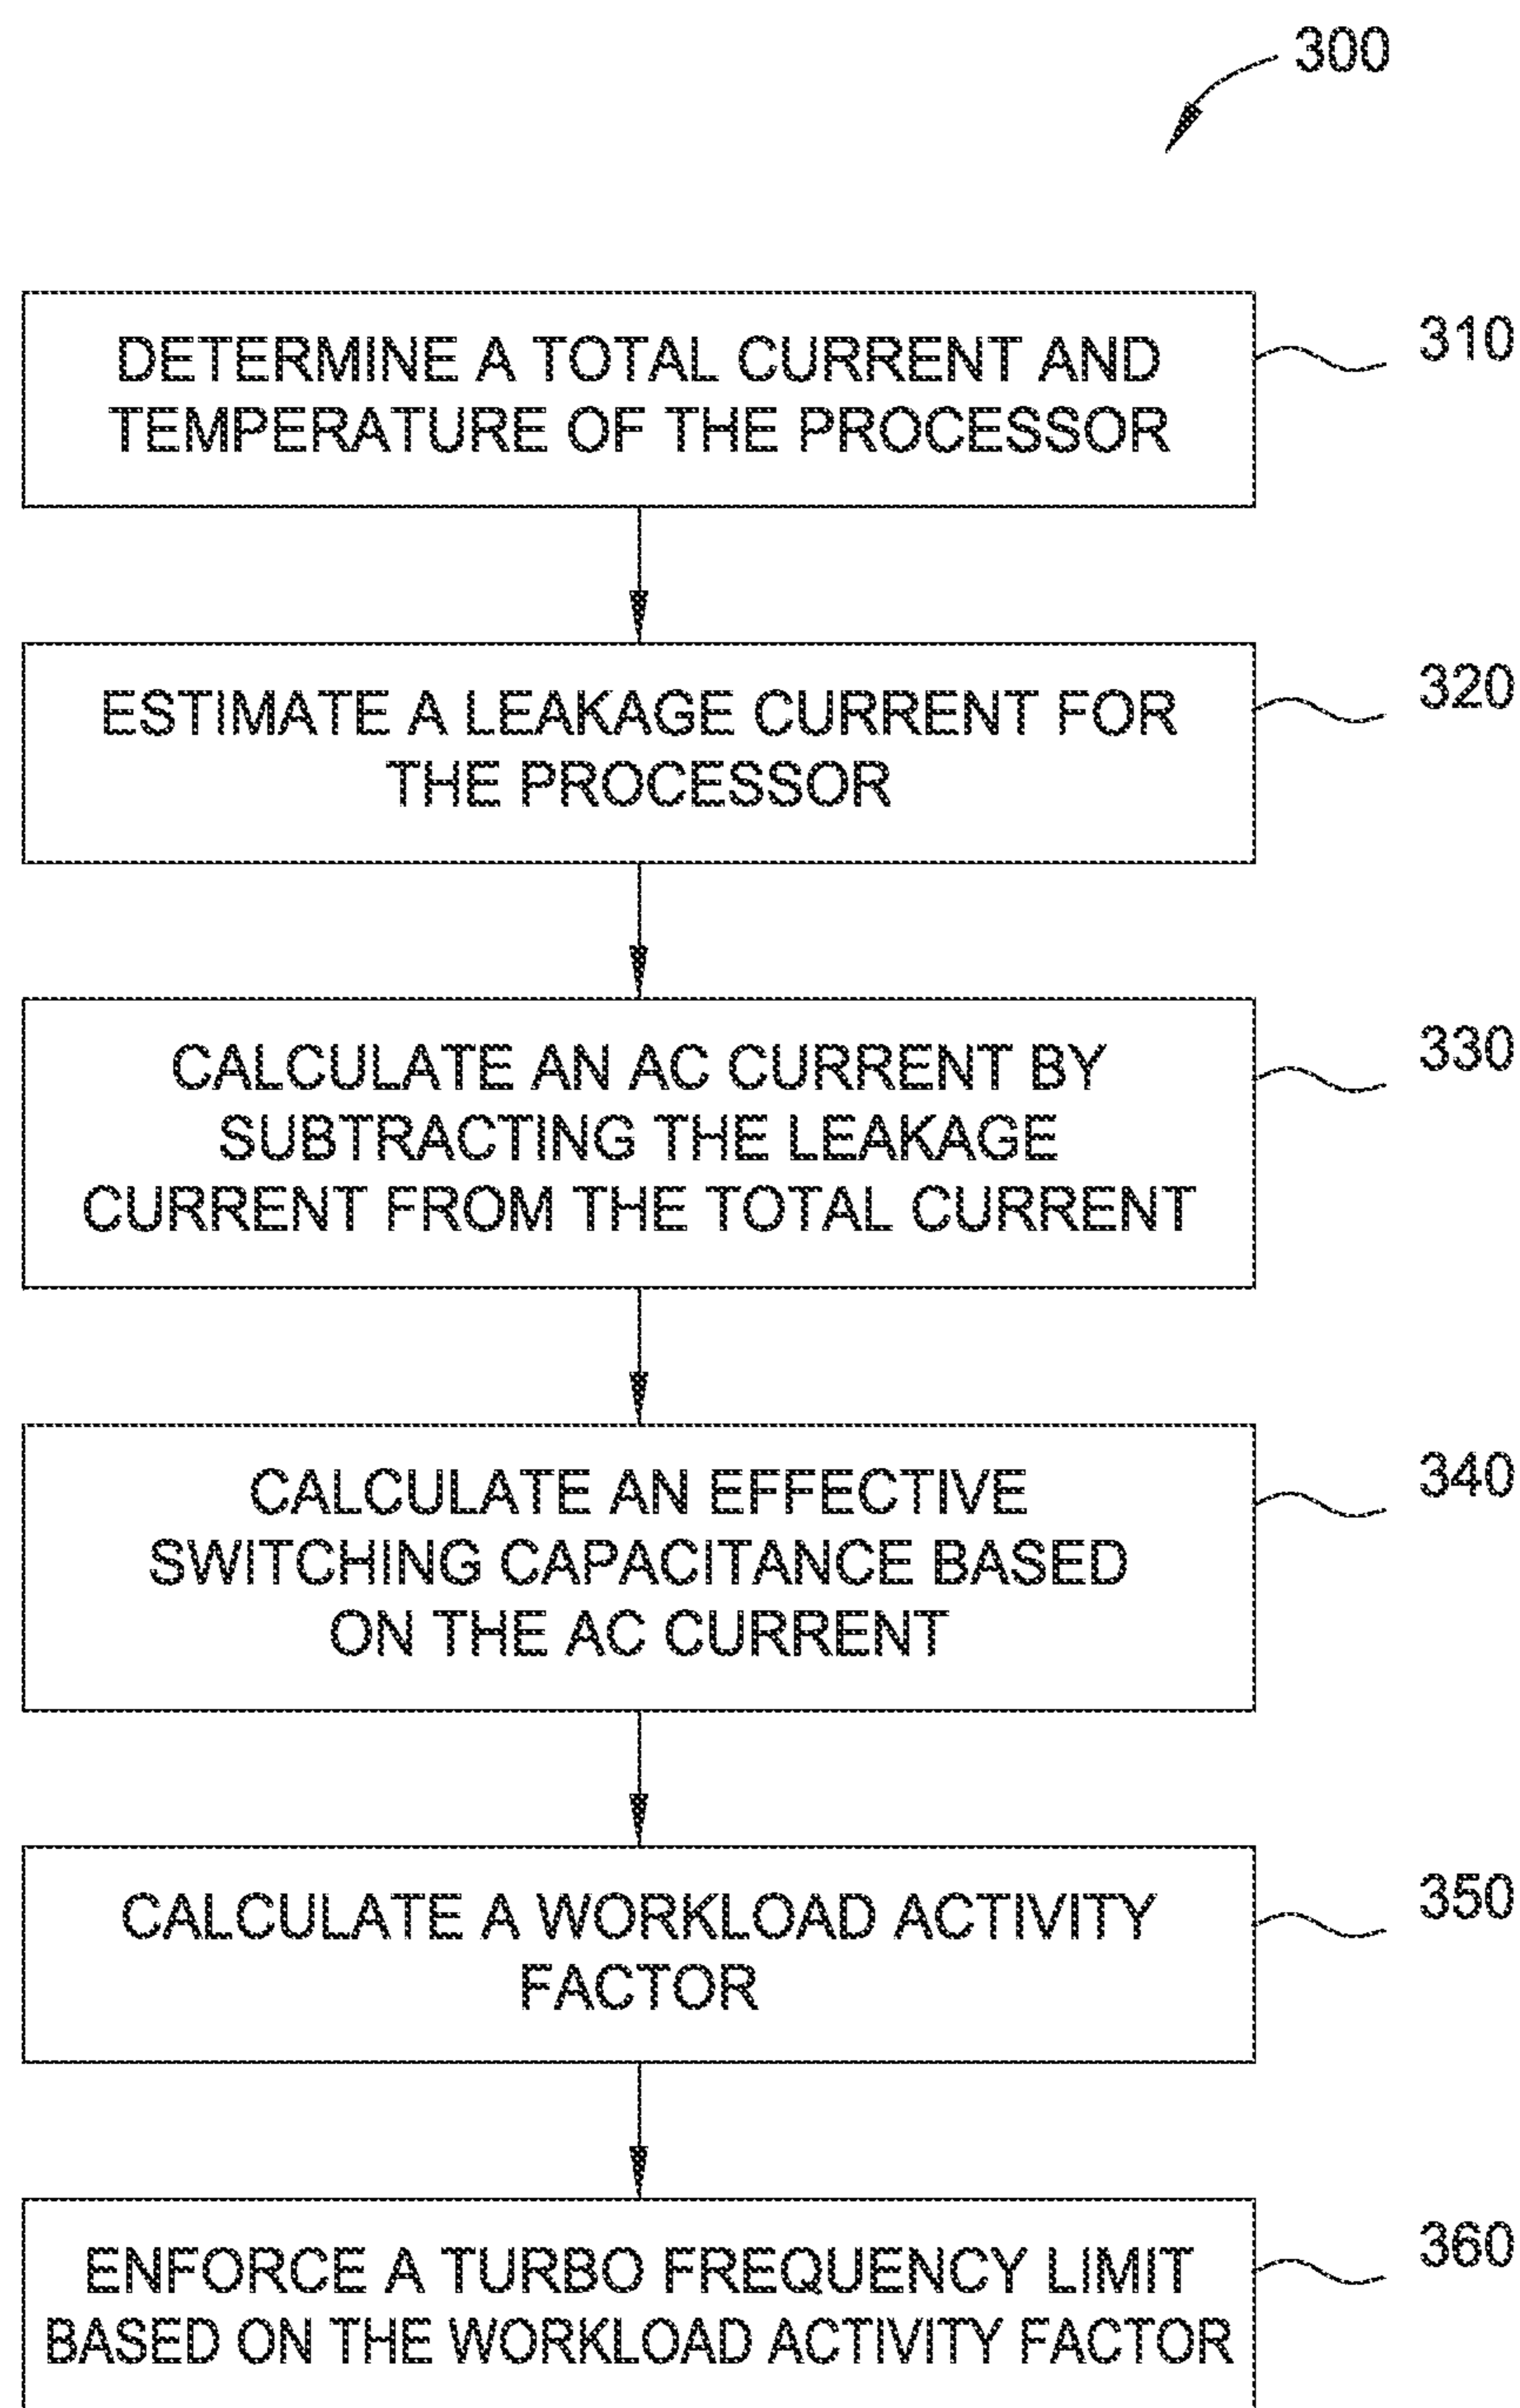 300
DETERMINE A TOTAL CURRENT AND
TEMPERATURE OF THE PROCESSOR
310
ESTIMATE A LEAKAGE CURRENT FOR
THE PROCESSOR
320
CALCULATE AN AC CURRENT BY
SUBTRACTING THE LEAKAGE
CURRENT FROM THE TOTAL CURRENT
330
CALCULATE AN EFFECTIVE
SWITCHING CAPACITANCE BASED
ON THE AC CURRENT
340
CALCULATE A WORKLOAD ACTIVITY
FACTOR
350
ENFORCE A TURBO FREQUENCY LIMIT
BASED ON THE WORKLOAD ACTIVITY FACTOR
360